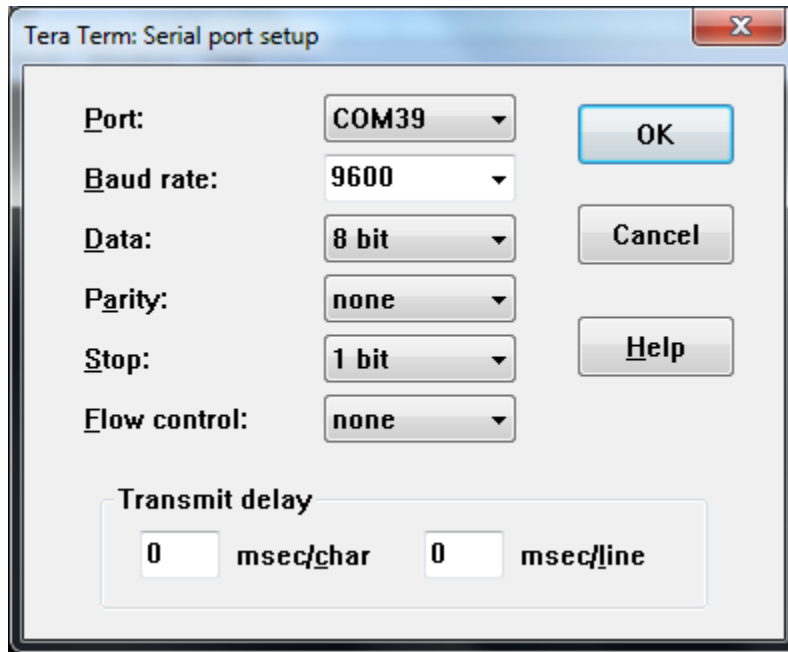 Tera Term: Serial port setup
Port: COM39
OK
Baud rate: 9600
Data: 8 bit
Cancel
Parity: none
Stop: 1 bit
Help
Flow control: none
Transmit delay
0 msec/char 0 msec/line